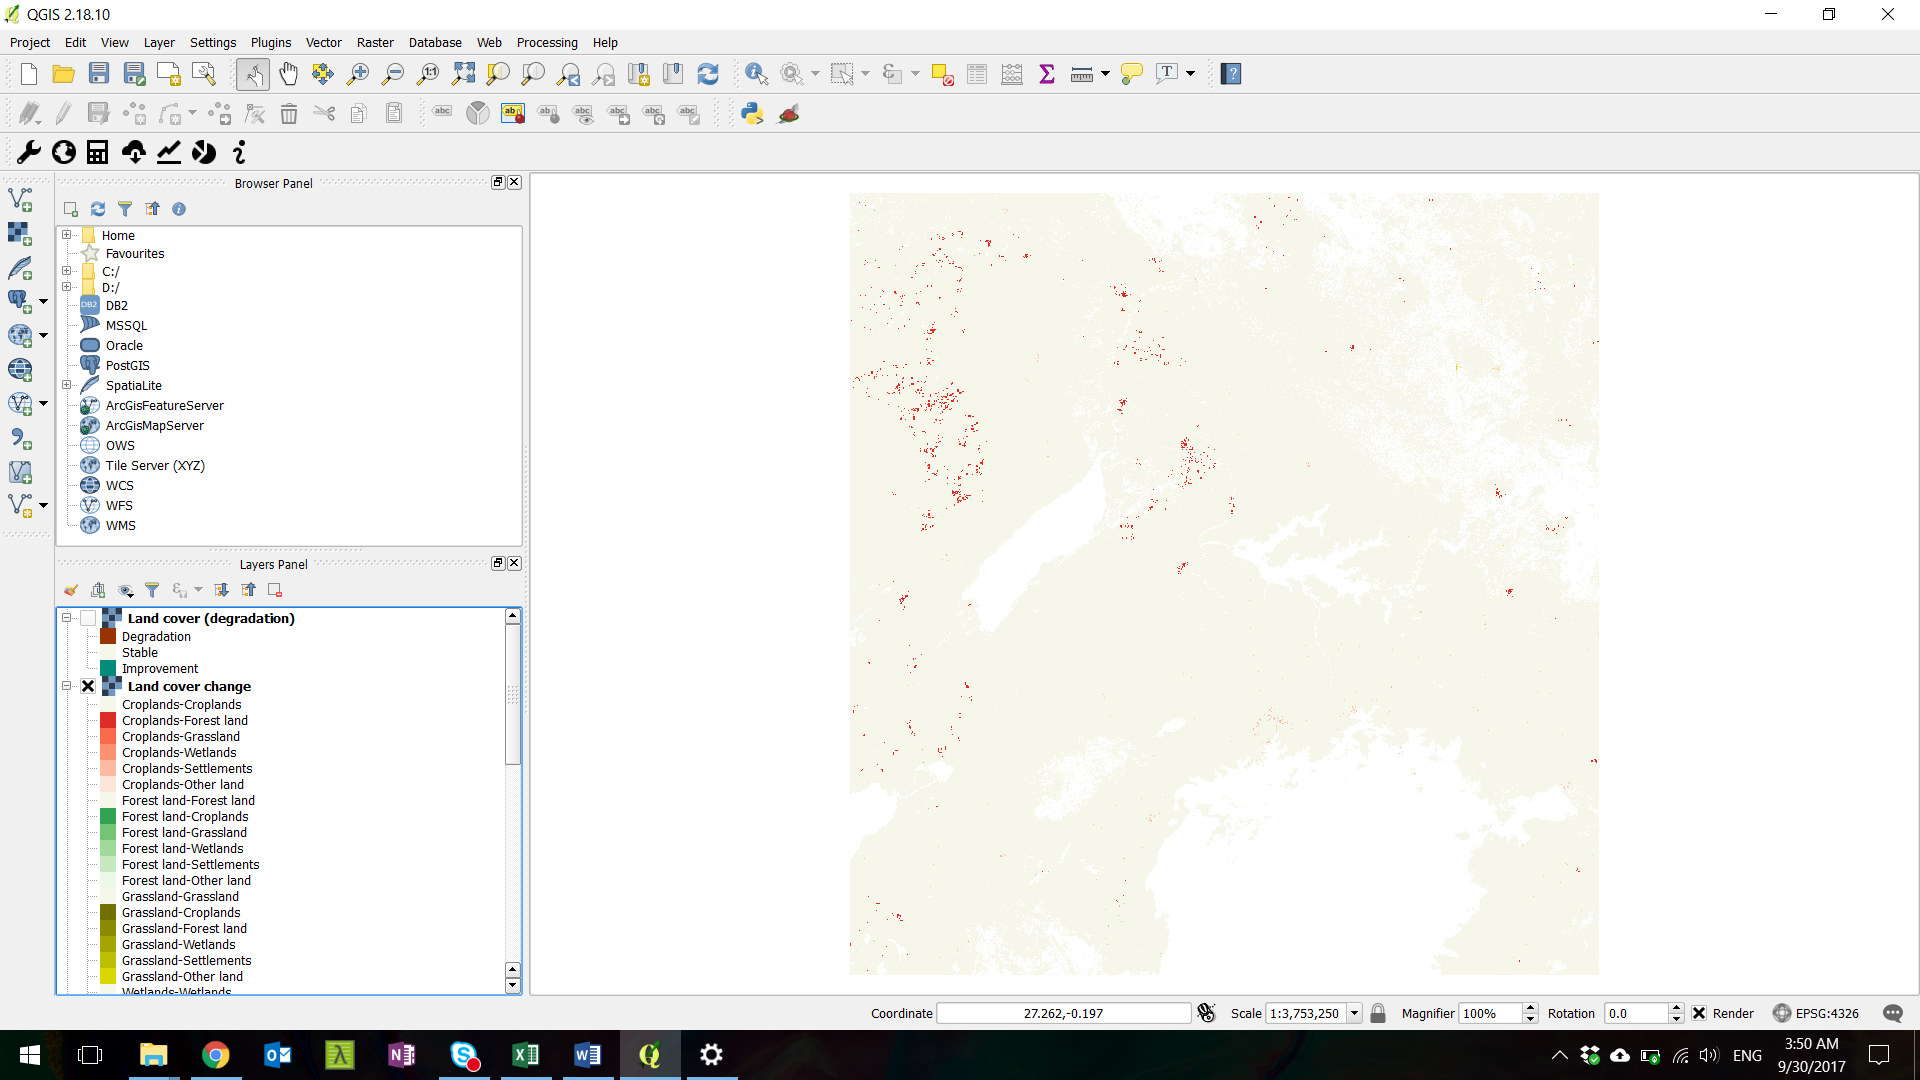 QGIS 2.18.10
Project Edit View Layer Settings Plugins Vector Raster Database Web Processing Help
Browser Panel
Home
Favourites
C:/
D:/
DB2
MSSQL
Oracle
PostGIS
SpatiaLite
ArcGisFeatureServer
ArcGisMapServer
OWS
Tile Server (XYZ)
WCS
WFS
WMS
Layers Panel
Land cover (degradation)
Degradation
Stable
Improvement
Land cover change
Croplands-Croplands
Croplands-Forest land
Croplands-Grassland
Croplands-Wetlands
Croplands-Settlements
Croplands-Other land
Forest land-Forest land
Forest land-Croplands
Forest land-Grassland
Forest land-Wetlands
Forest land-Settlements
Forest land-Other land
Grassland-Grassland
Grassland-Croplands
Grassland-Forest land
Grassland-Wetlands
Grassland-Settlements
Grassland-Other land
Wetlands-Wetlands
Coordinate 27.262,-0.197 Scale 1:3,753,250 Magnifier 100% Rotation 0.0 Render EPSG:4326
ENG 3:50 AM
9/30/2017